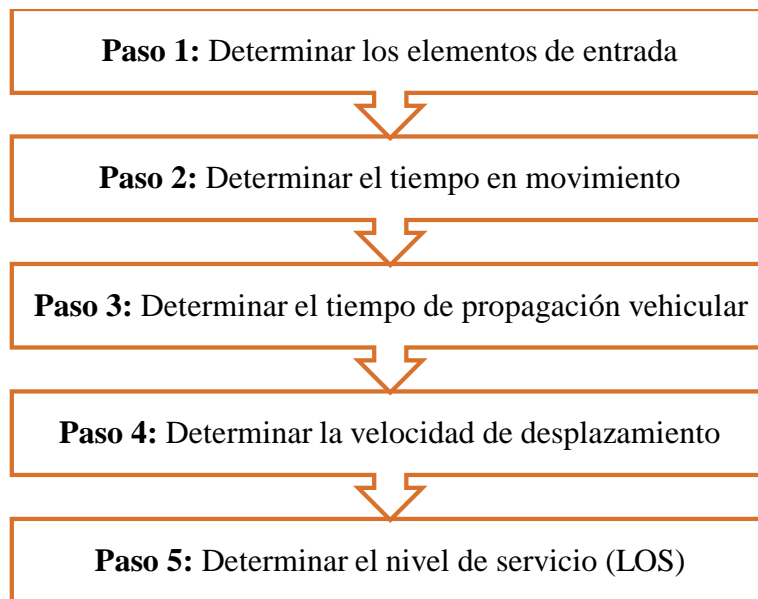 Paso 1: Determinar los elementos de entrada
Paso 2: Determinar el tiempo en movimiento
Paso 3: Determinar el tiempo de propagación vehicular
Paso 4: Determinar la velocidad de desplazamiento
Paso 5: Determinar el nivel de servicio (LOS)